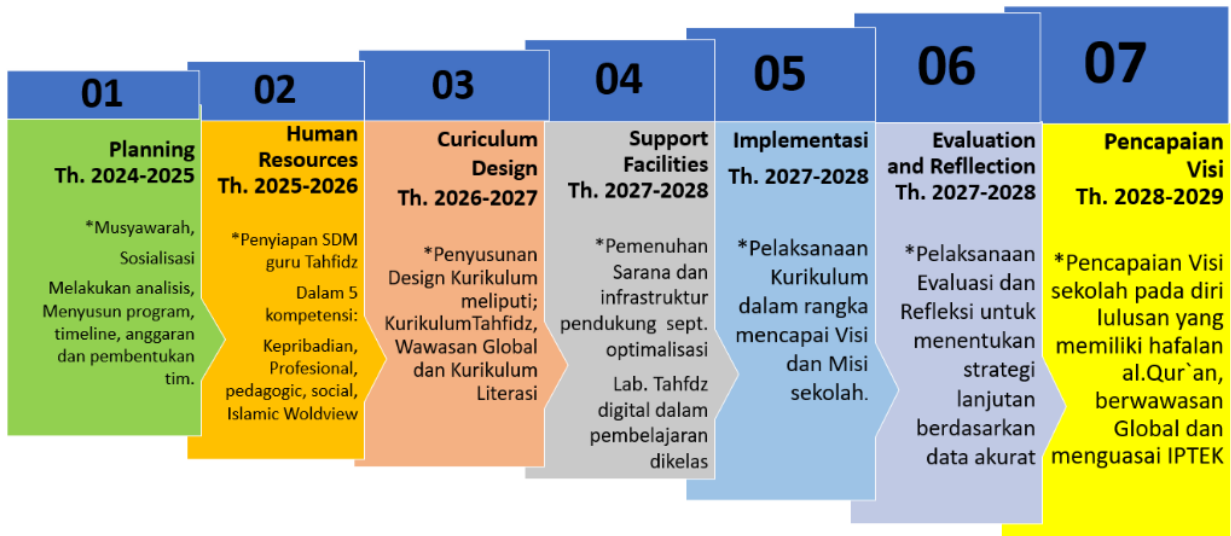 01
Planning
Th. 2024-2025
*Musyawarah,
Sosialisasi
Melakukan analisis,
Menyusun program,
timeline, anggaran
dan pembentukan
tim.
02
Human
Resources
Th. 2025-2026
*Penyiapan SDM
guru Tahfidz
Dalam 5
kompetensi:
Kepribadian,
Profesional,
pedagogic, social,
Islamic Woldview
03
Curiculum
Design
Th. 2026-2027
*Penyusunan
Design Kurikulum
meliputi;
KurikulumTahfidz,
Wawasan Global
dan Kurikulum
Literasi
04
Support
Facilities
Th. 2027-2028
*Pemenuhan
Sarana dan
infrastruktur
pendukung sept.
optimalisasi
Lab. Tahfdz
digital dalam
pembelajaran
dikelas
05
Implementasi
Th. 2027-2028
*Pelaksanaan
Kurikulum
dalam rangka
mencapai Visi
dan Misi
sekolah.
06
Evaluation
and Refllection
Th. 2027-2028
*Pelaksanaan
Evaluasi dan
Refleksi untuk
menentukan
strategi
lanjutan
berdasarkan
data akurat
07
Pencapaian
Visi
Th. 2028-2029
*Pencapaian Visi
sekolah pada diri
lulusan yang
memiliki hafalan
al.Qur`an,
berwawasan
Global dan
menguasai IPTEK